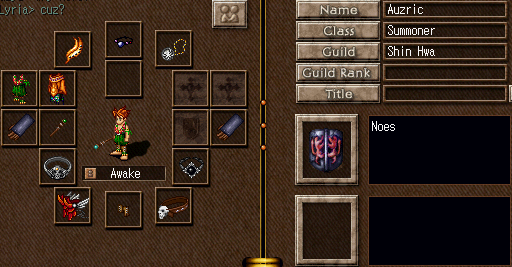 Lyria> cuz?
Name Auzric
Class Summoner
Guild Shin Hwa
Guild Rank
Title
Noes
Awake